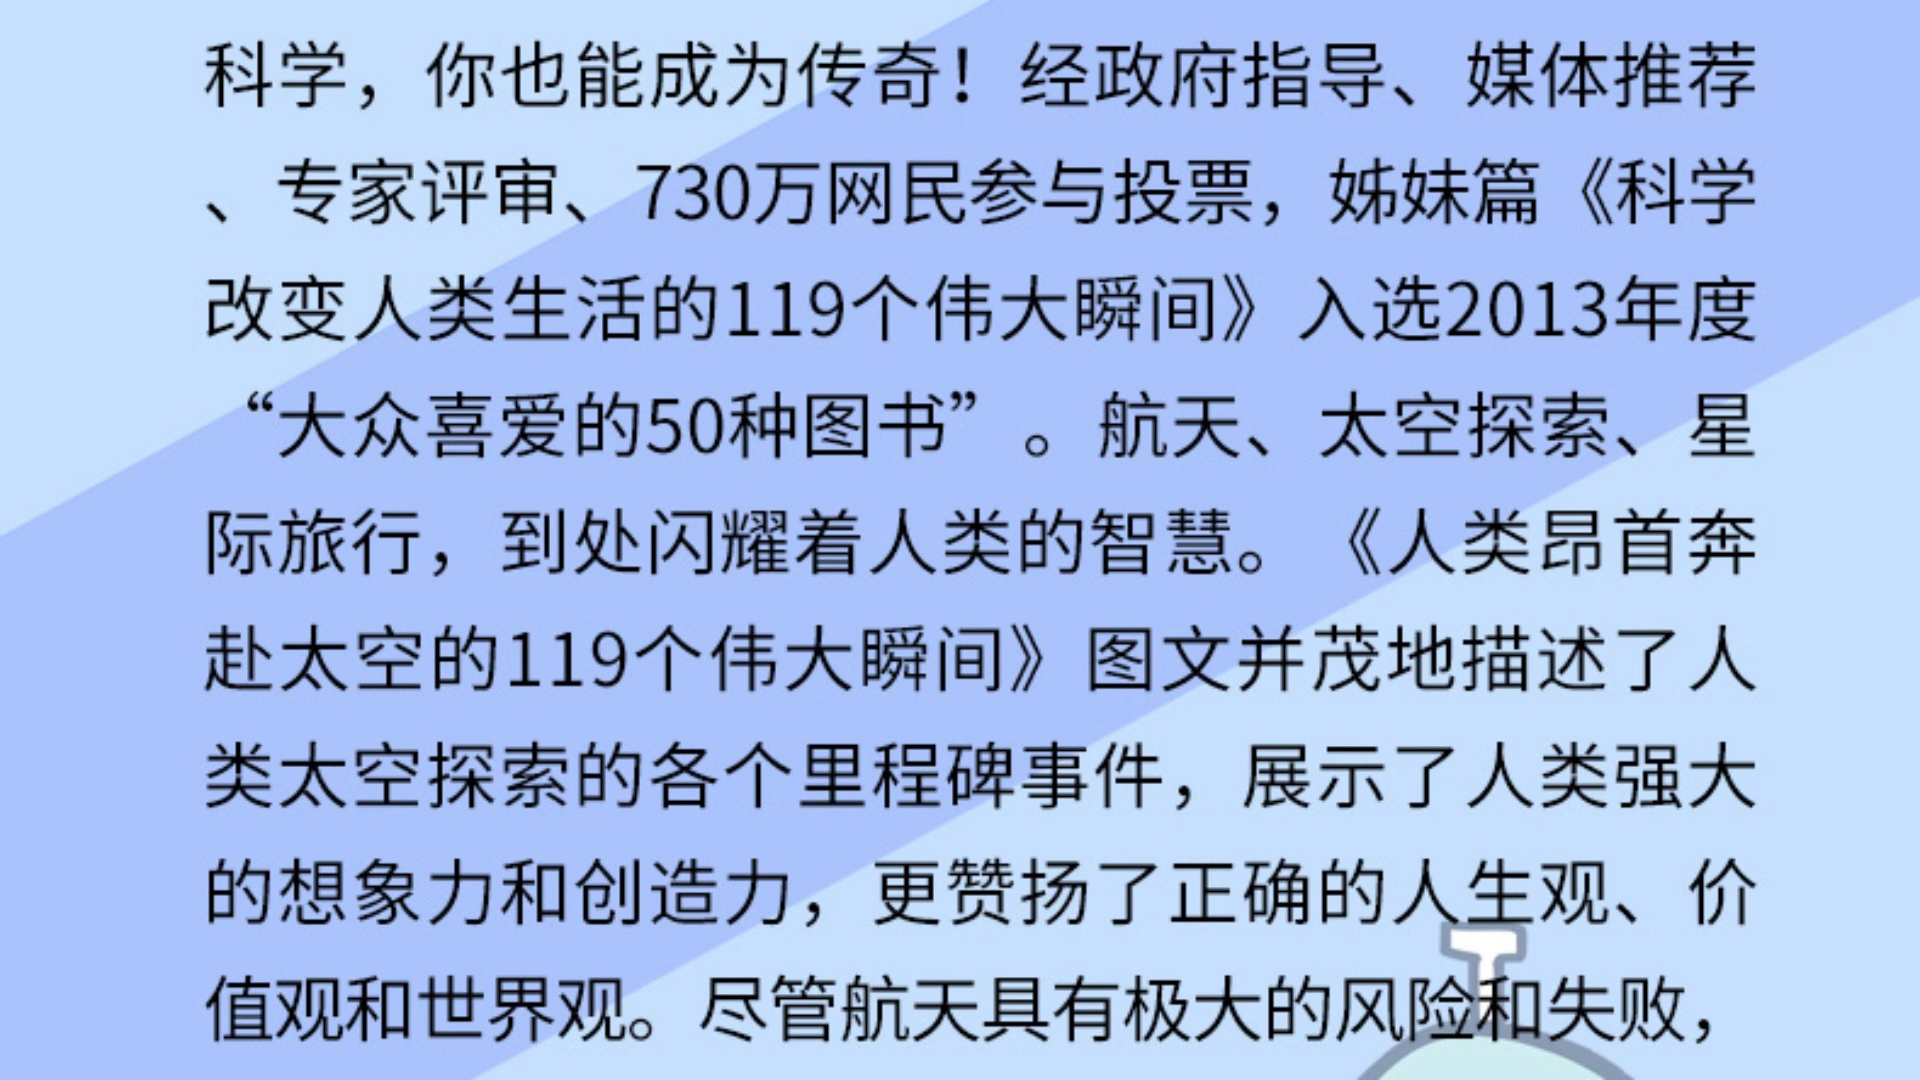 科学，你也能成为传奇！经政府指导、媒体推荐
、专家评审、730万网民参与投票，姊妹篇《科学
改变人类生活的119个伟大瞬间》入选2013年度
“大众喜爱的50种图书”。航天、太空探索、星
际旅行，到处闪耀着人类的智慧。《人类昂首奔
赴太空的119个伟大瞬间》图文并茂地描述了人
类太空探索的各个里程碑事件，展示了人类强大
的想象力和创造力，更赞扬了正确的人生观、价
值观和世界观。尽管航天具有极大的风险和失败，